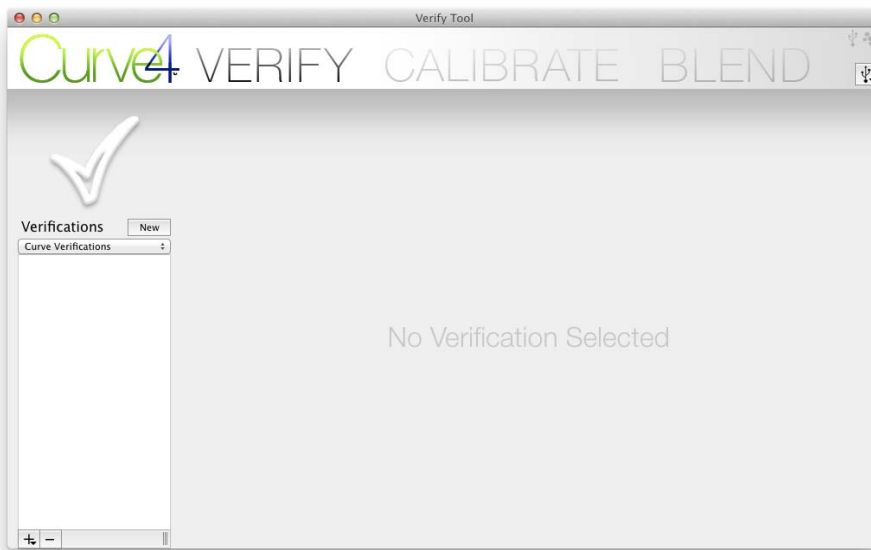 Verify Tool
Curve4 VERIFY CALIBRATE BLEND
Verifications New
Curve Verifications
No Verification Selected